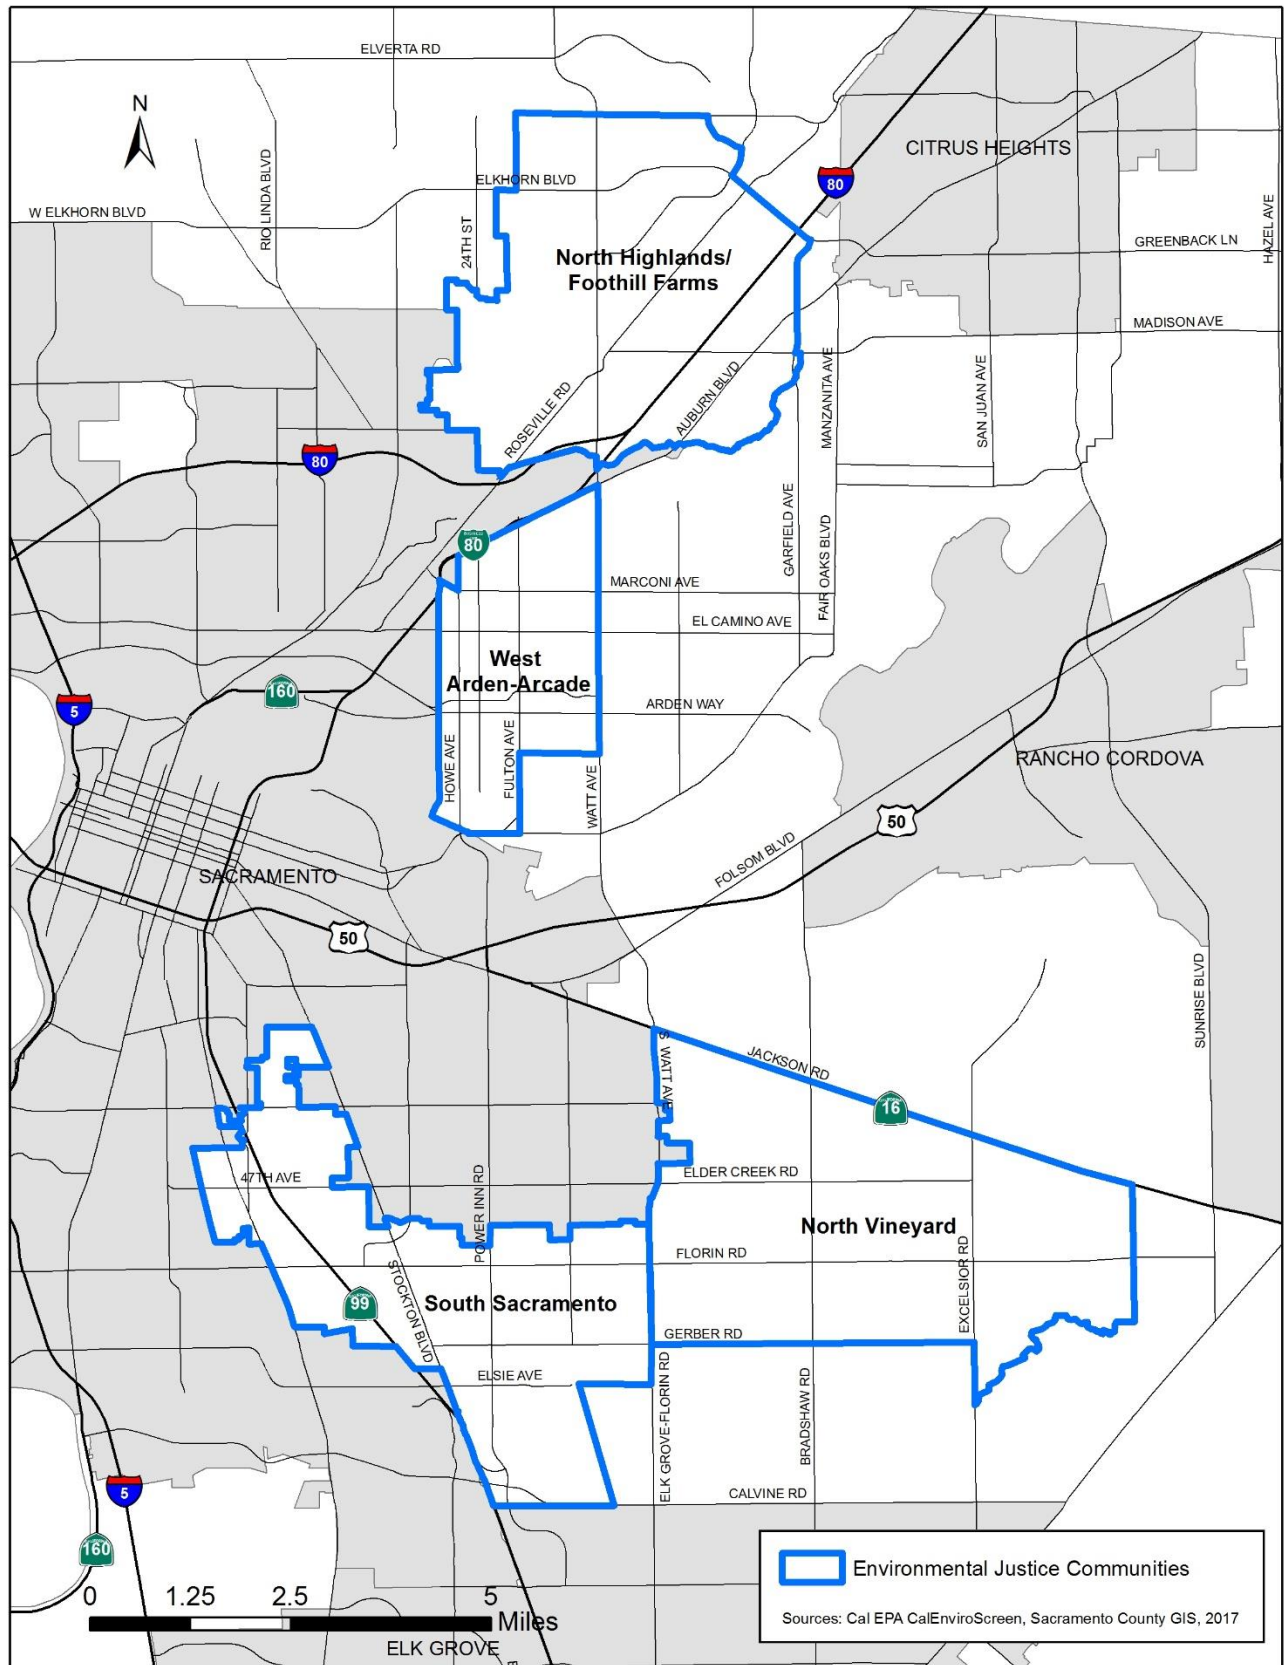 ELVERTA RD
N
CITRUS HEIGHTS
80
RIO LINDA BLVD
ELKHORN BLVD
W ELKHORN BLVD
24TH ST
HAZEL AVE
GREENBACK LN
North Highlands/
Foothill Farms
MADISON AVE
MANZANITA AVE
SAN JUAN AVE
AUBURN BLVD
ROSEVILLE RD
80
80
GARFIELD AVE
FAIR OAKS BLVD
MARCONI AVE
EL CAMINO AVE
West
Arden-Arcade
160
5
ARDEN WAY
HOWE AVE
FULTON AVE
WATT AVE
RANCHO CORDOVA
50
FOLSOM BLVD
SACRAMENTO
50
SUNRISE BLVD
S WATT AVE
JACKSON RD
16
47TH AVE
POWER INN RD
ELDER CREEK RD
North Vineyard
FLORIN RD
EXCELSIOR RD
STOCKTON BLVD
99
South Sacramento
GERBER RD
ELSIE AVE
ELK GROVE-FLORIN RD
BRADSHAW RD
CALVINE RD
5
160
0 1.25 2.5 5
Miles
ELK GROVE
Environmental Justice Communities
Sources: Cal EPA CalEnviroScreen, Sacramento County GIS, 2017